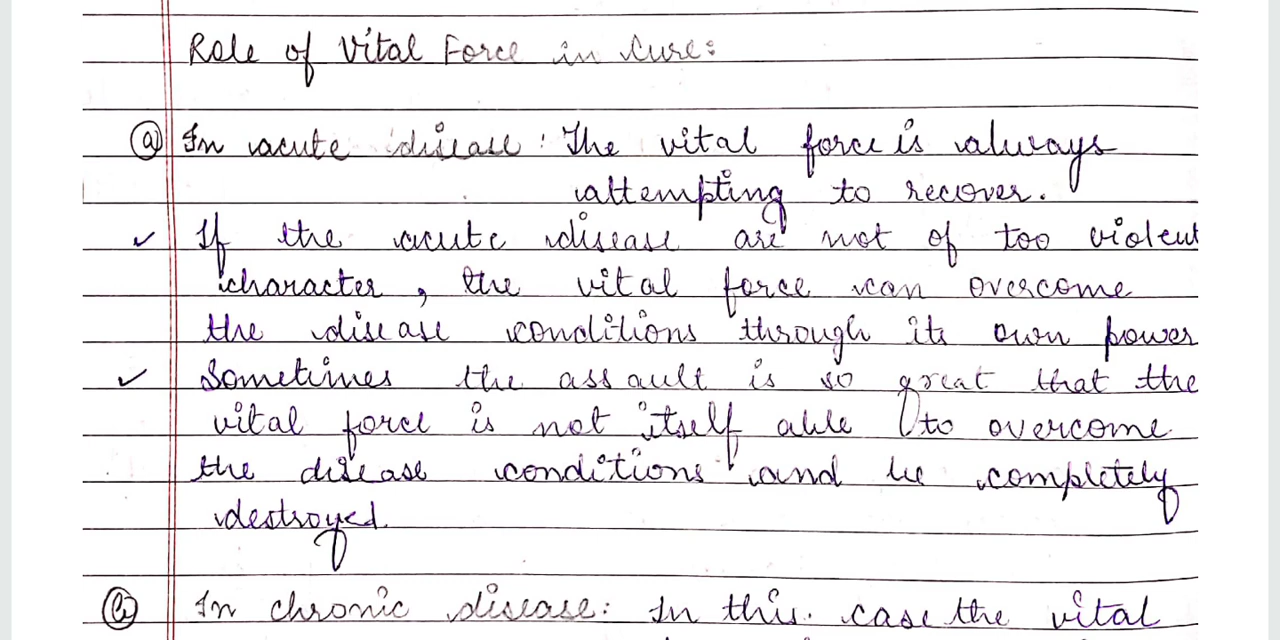 Role of Vital Force in Cure:
(a) In acute disease : The vital force is always
attempting to recover.
✓ If the acute disease are not of too violent
character, the vital force can overcome
the disease conditions through its own power
✓ Sometimes the assault is so great that the
vital force is not itself able to overcome
the disease conditions and be completely
destroyed.
(b) In chronic disease: In this case the vital